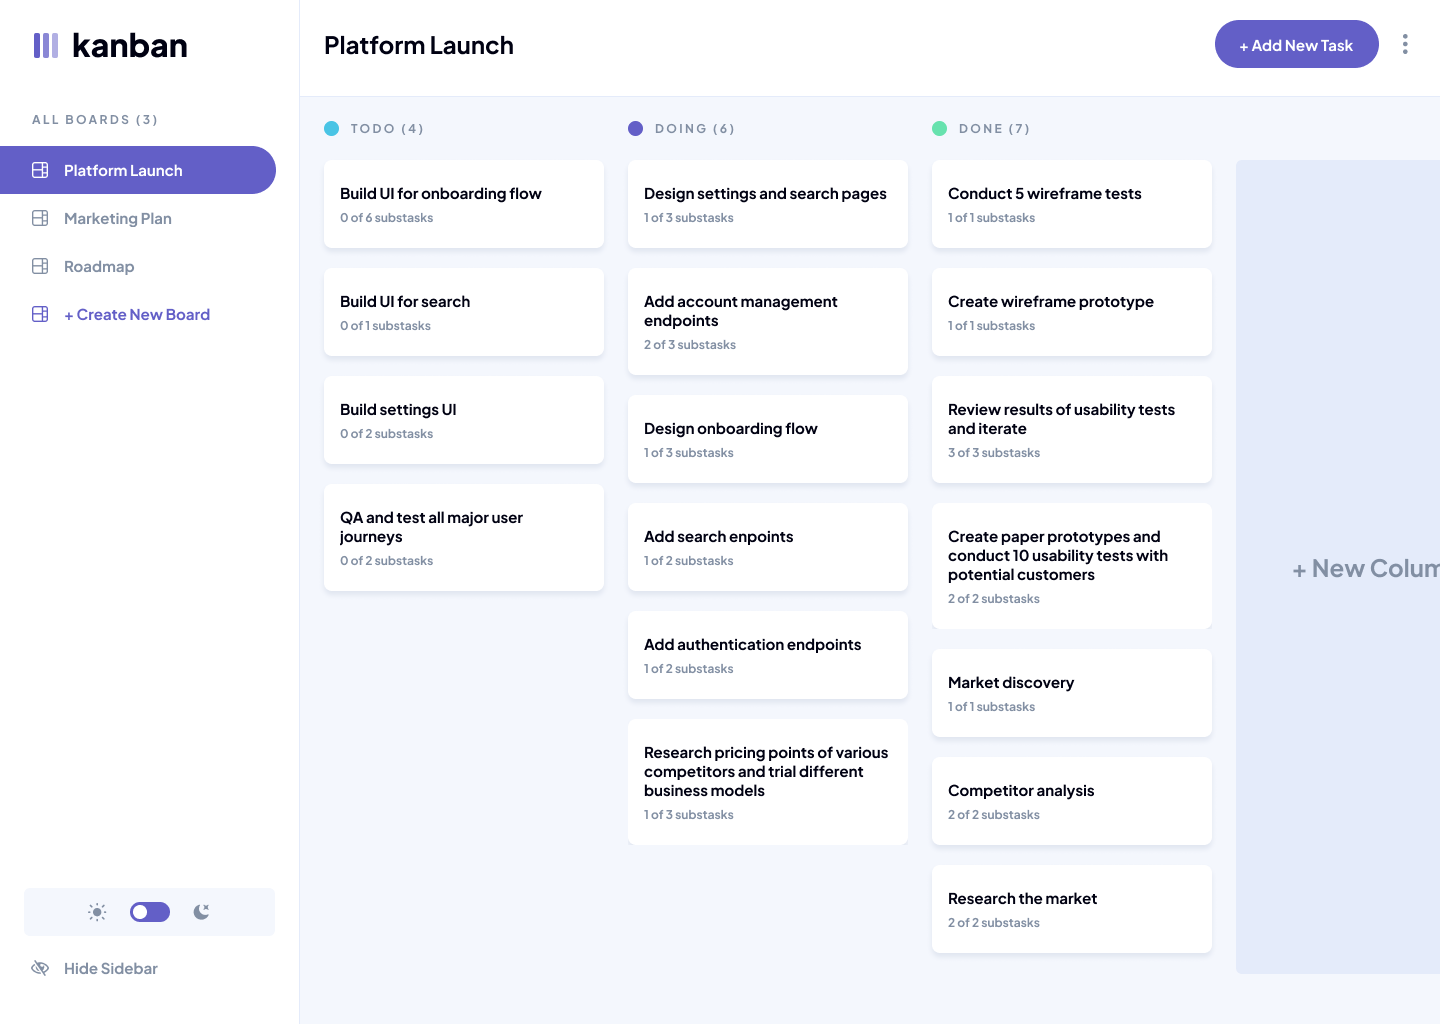 kanban
ALL BOARDS (3)
Platform Launch
Marketing Plan
Roadmap
+ Create New Board
Hide Sidebar
Platform Launch
+ Add New Task
TODO (4)
Build UI for onboarding flow
0 of 6 substasks
Build UI for search
0 of 1 substasks
Build settings UI
0 of 2 substasks
QA and test all major user
journeys
0 of 2 substasks
DOING (6)
Design settings and search pages
1 of 3 substasks
Add account management
endpoints
2 of 3 substasks
Design onboarding flow
1 of 3 substasks
Add search enpoints
1 of 2 substasks
Add authentication endpoints
1 of 2 substasks
Research pricing points of various
competitors and trial different
business models
1 of 3 substasks
DONE (7)
Conduct 5 wireframe tests
1 of 1 substasks
Create wireframe prototype
1 of 1 substasks
Review results of usability tests
and iterate
3 of 3 substasks
Create paper prototypes and
conduct 10 usability tests with
potential customers
2 of 2 substasks
Market discovery
1 of 1 substasks
Competitor analysis
2 of 2 substasks
Research the market
2 of 2 substasks
+ New Colum